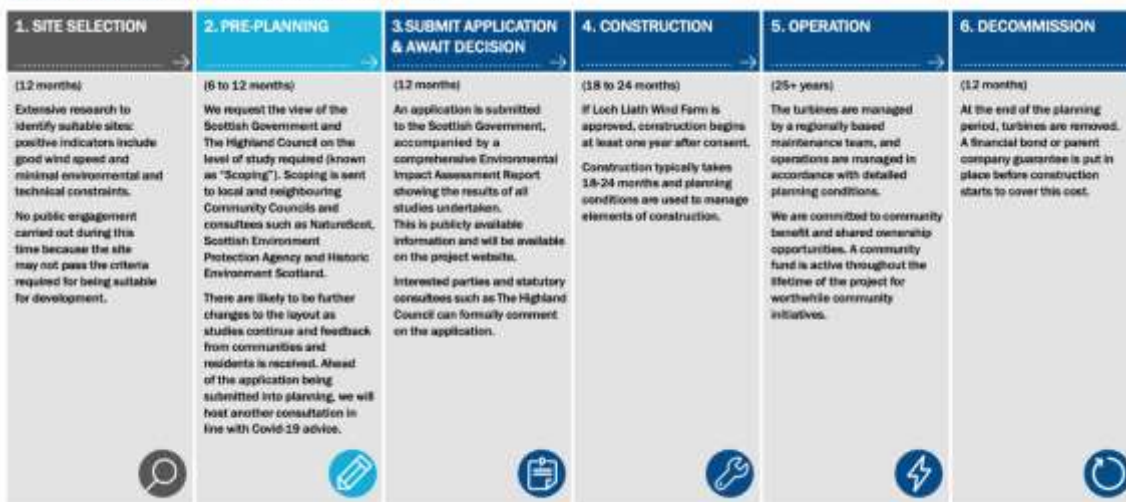 1. SITE SELECTION
(12 months)
Extensive research to
identify suitable sites:
positive indicators include
good wind speed and
minimal environmental and
technical constraints.
No public engagement
carried out during this
time because the site
may not pass the criteria
required for being suitable
for development.
2. PRE-PLANNING
(6 to 12 months)
We request the view of the
Scottish Government and
The Highland Council on the
level of study required (known
as "Scoping"). Scoping is sent
to local and neighbouring
Community Councils and
consultees such as NatureScot,
Scottish Environment
Protection Agency and Historic
Environment Scotland.
There are likely to be further
changes to the layout as
studies continue and feedback
from communities and
residents is received. Ahead
of the application being
submitted into planning, we will
host another consultation in
line with Covid-19 advice.
3.SUBMIT APPLICATION
& AWAIT DECISION
(12 months)
An application is submitted
to the Scottish Government,
accompanied by a
comprehensive Environmental
Impact Assessment Report
showing the results of all
studies undertaken.
This is publicly available
information and will be available
on the project website.
Interested parties and statutory
consultees such as The Highland
Council can formally comment
on the application.
4. CONSTRUCTION
(18 to 24 months)
If Loch Liath Wind Farm is
approved, construction begins
at least one year after consent.
Construction typically takes
18-24 months and planning
conditions are used to manage
elements of construction.
5. OPERATION
(25+ years)
The turbines are managed
by a regionally based
maintenance team, and
operations are managed in
accordance with detailed
planning conditions.
We are committed to community
benefit and shared ownership
opportunities. A community
fund is active throughout the
lifetime of the project for
worthwhile community
initiatives.
6. DECOMMISSION
(12 months)
At the end of the planning
period, turbines are removed.
A financial bond or parent
company guarantee is put in
place before construction
starts to cover this cost.